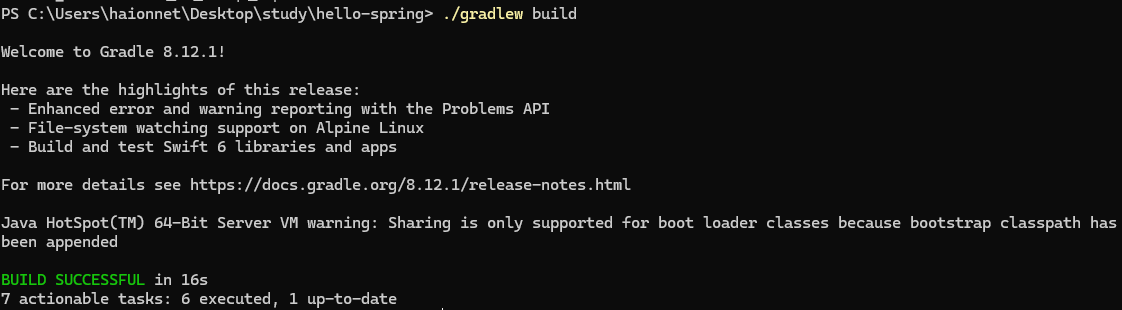 PS C:\Users\haionnet\Desktop\study\hello-spring> ./gradlew build
Welcome to Gradle 8.12.1!
Here are the highlights of this release:
- Enhanced error and warning reporting with the Problems API
- File-system watching support on Alpine Linux
- Build and test Swift 6 libraries and apps
For more details see https://docs.gradle.org/8.12.1/release-notes.html
Java HotSpot(TM) 64-Bit Server VM warning: Sharing is only supported for boot loader classes because bootstrap classpath has
been appended
BUILD SUCCESSFUL in 16s
7 actionable tasks: 6 executed, 1 up-to-date